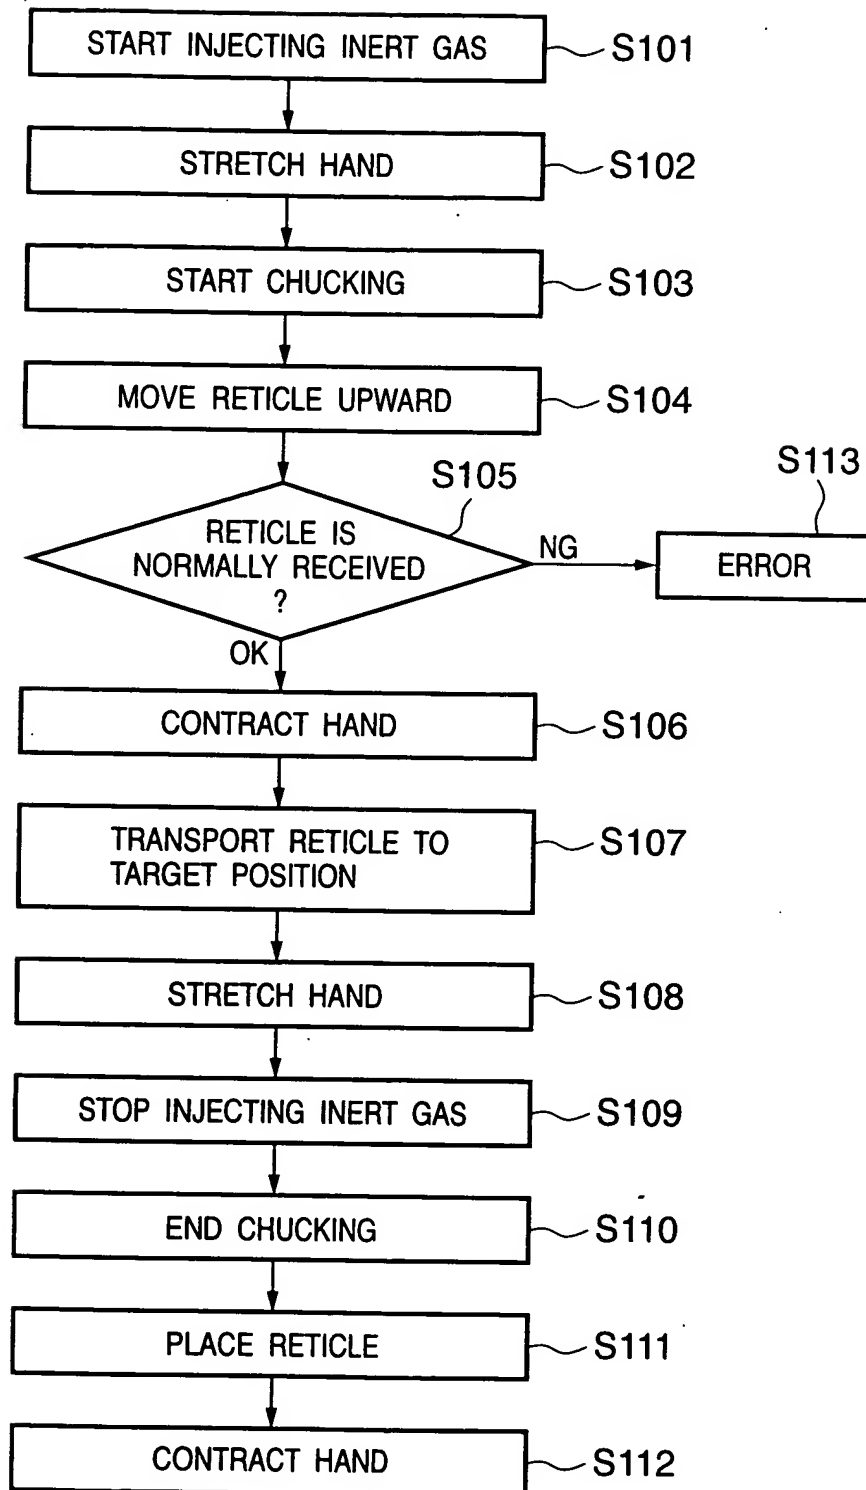 START INJECTING INERT GAS
S101
STRETCH HAND
S102
START CHUCKING
S103
MOVE RETICLE UPWARD
S104
S105
S113
RETICLE IS
NORMALLY RECEIVED
?
NG
ERROR
OK
CONTRACT HAND
S106
TRANSPORT RETICLE TO
TARGET POSITION
S107
STRETCH HAND
S108
STOP INJECTING INERT GAS
S109
END CHUCKING
S110
PLACE RETICLE
S111
CONTRACT HAND
S112